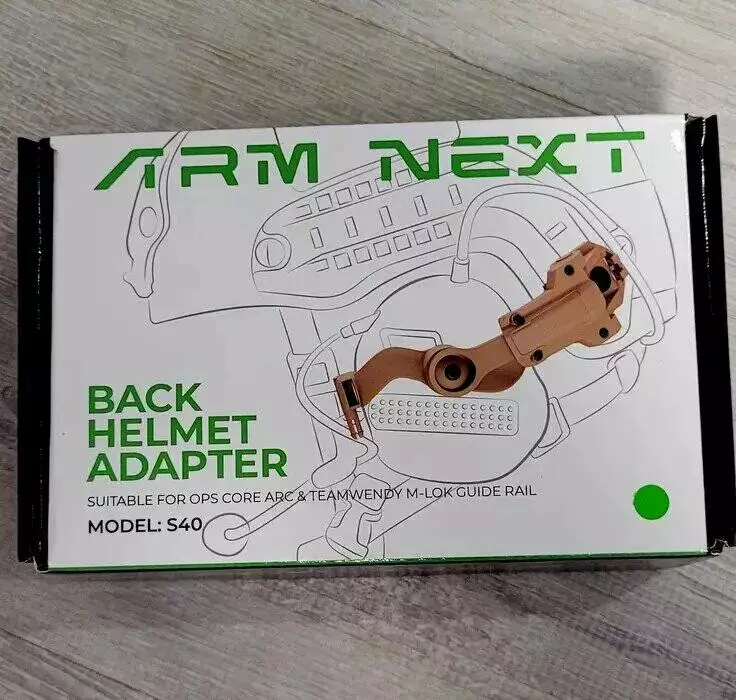 ARM NEXT
BACK
HELMET
ADAPTER
SUITABLE FOR OPS CORE ARC & TEAMWENDY M-LOK GUIDE RAIL
MODEL: S40